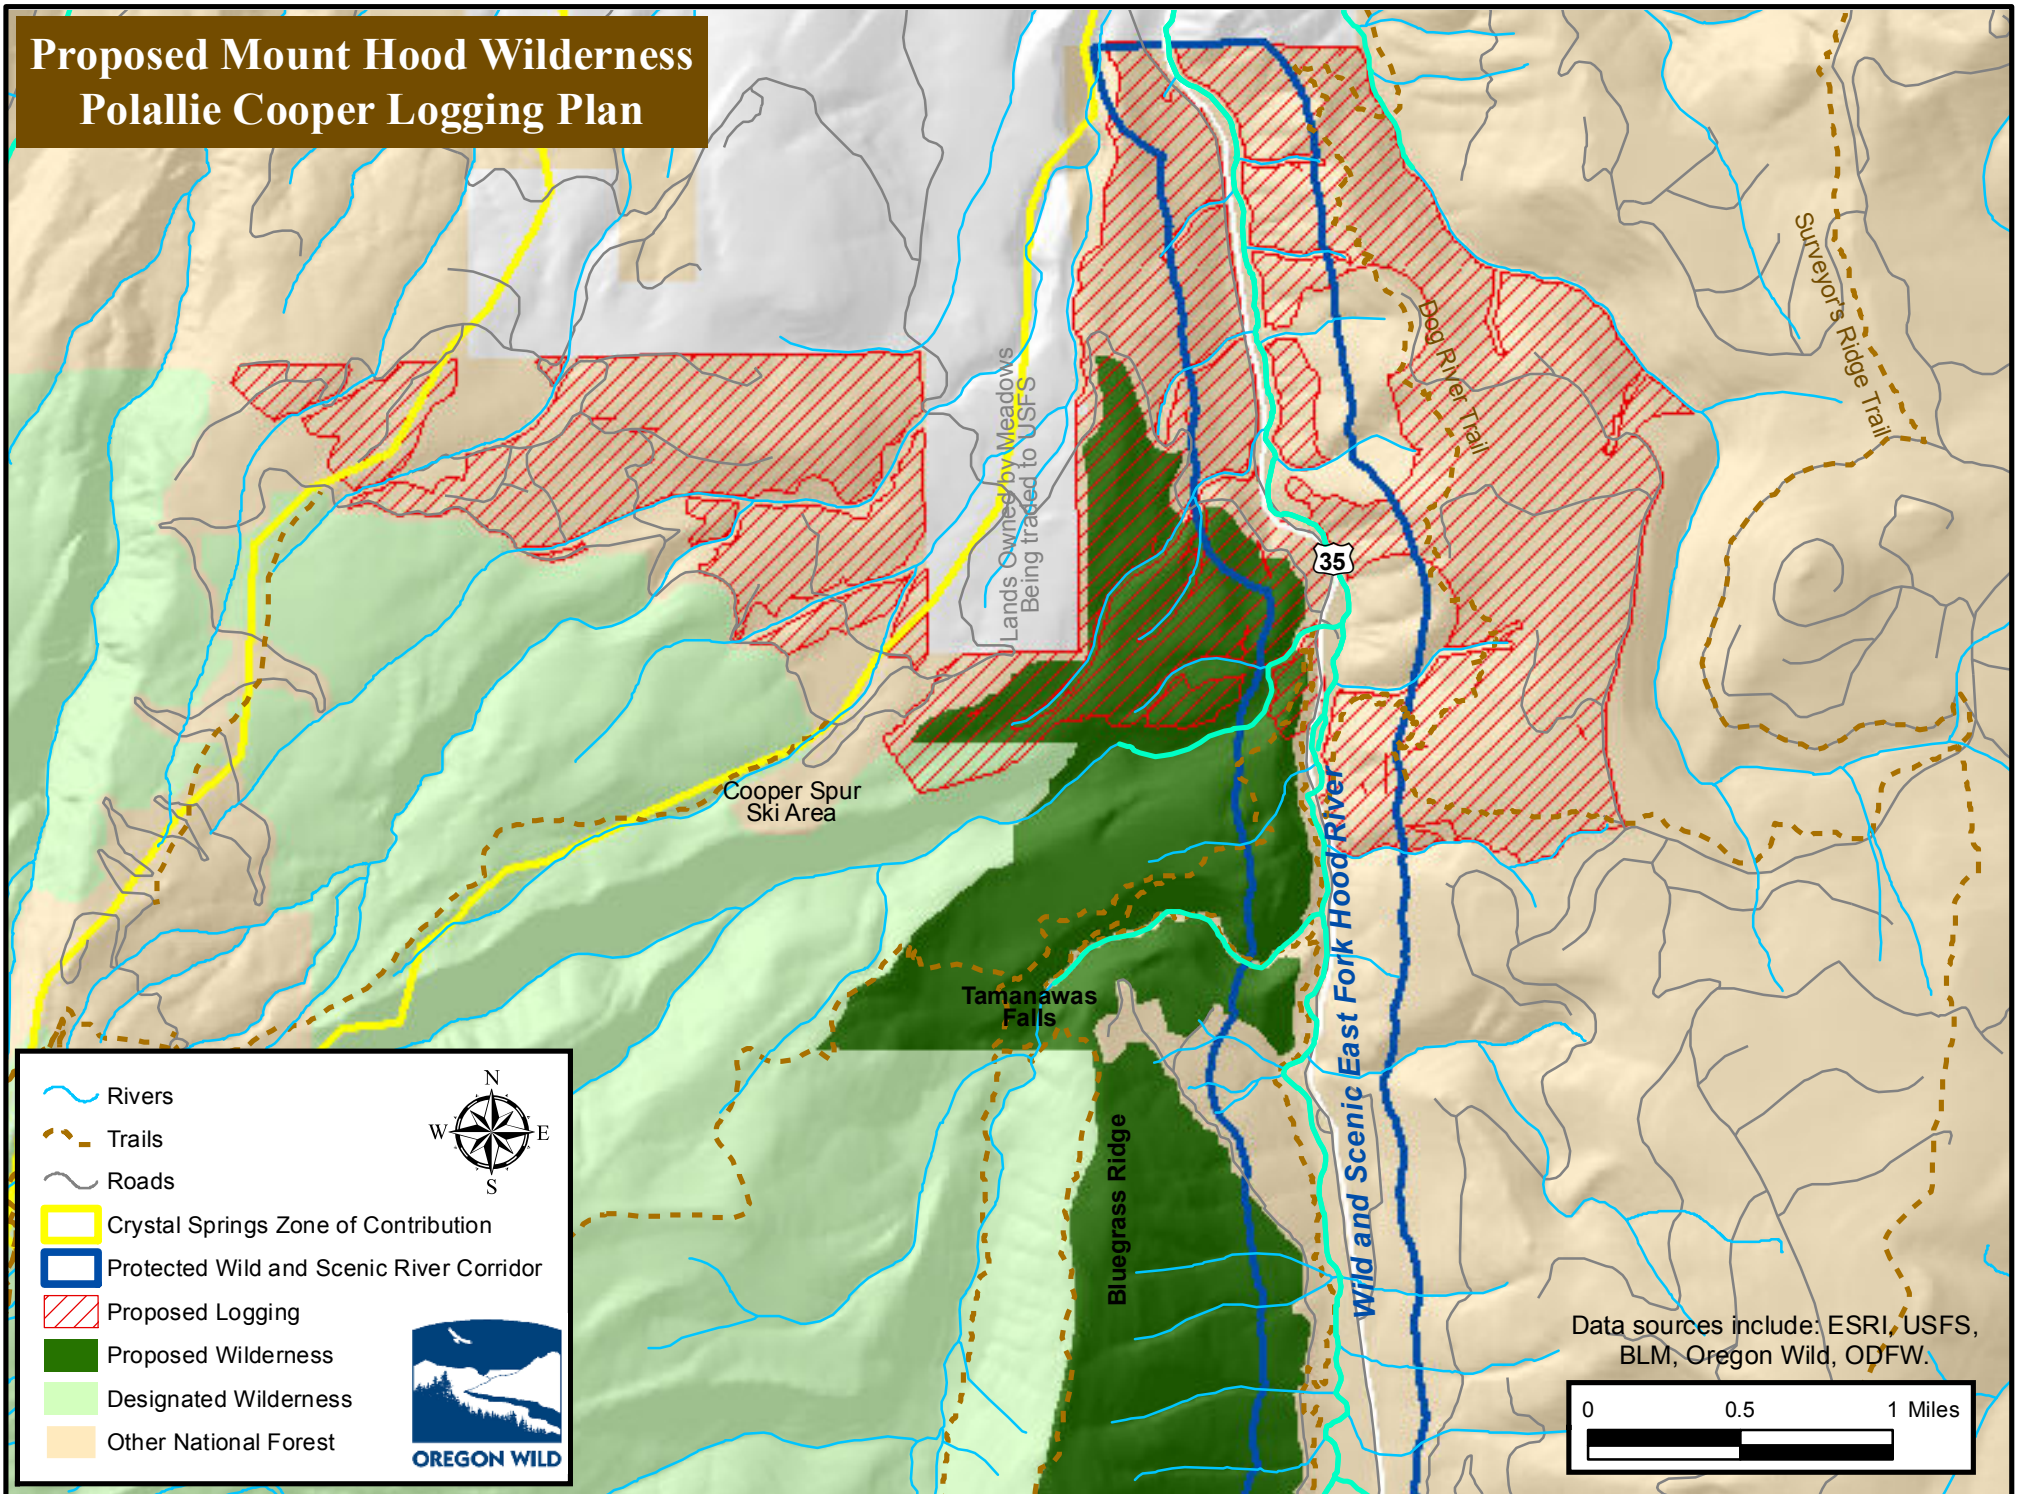 Proposed Mount Hood Wilderness
Polallie Cooper Logging Plan
Surveyor's Ridge Trail
Dog River Trail
Lands Owned by Meadows
Being traded to USFS
35
Cooper Spur
Ski Area
Wild and Scenic East Fork Hood River
Tamanawas
Falls
Bluegrass Ridge
Rivers
Trails
Roads
Crystal Springs Zone of Contribution
Protected Wild and Scenic River Corridor
Proposed Logging
Proposed Wilderness
Designated Wilderness
Other National Forest
N
W E
S
OREGON WILD
Data sources include: ESRI, USFS,
BLM, Oregon Wild, ODFW.
0 0.5 1 Miles